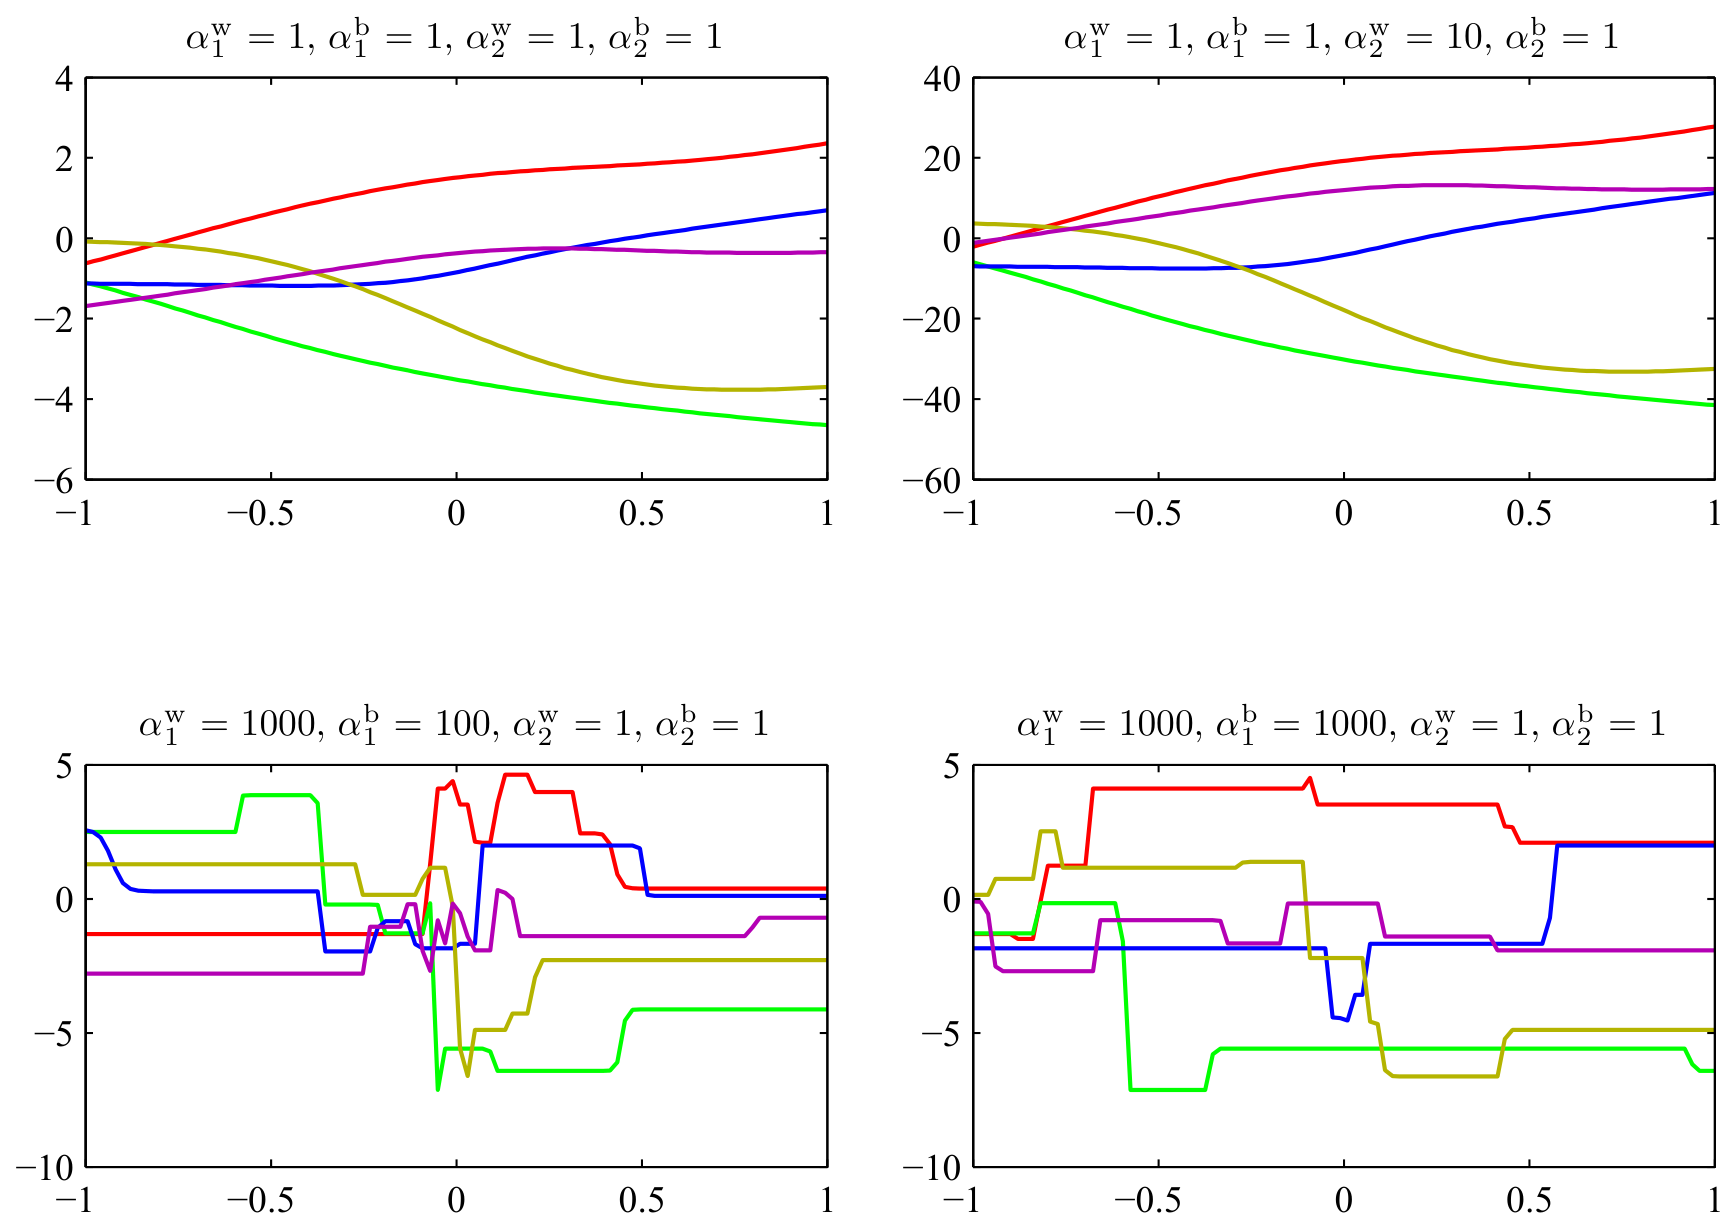 α₁ʷ = 1, α₁ᵇ = 1, α₂ʷ = 1, α₂ᵇ = 1
4
2
0
−2
−4
−6
−1 −0.5 0 0.5 1
α₁ʷ = 1, α₁ᵇ = 1, α₂ʷ = 10, α₂ᵇ = 1
40
20
0
−20
−40
−60
−1 −0.5 0 0.5 1
α₁ʷ = 1000, α₁ᵇ = 100, α₂ʷ = 1, α₂ᵇ = 1
5
0
−5
−10
−1 −0.5 0 0.5 1
α₁ʷ = 1000, α₁ᵇ = 1000, α₂ʷ = 1, α₂ᵇ = 1
5
0
−5
−10
−1 −0.5 0 0.5 1